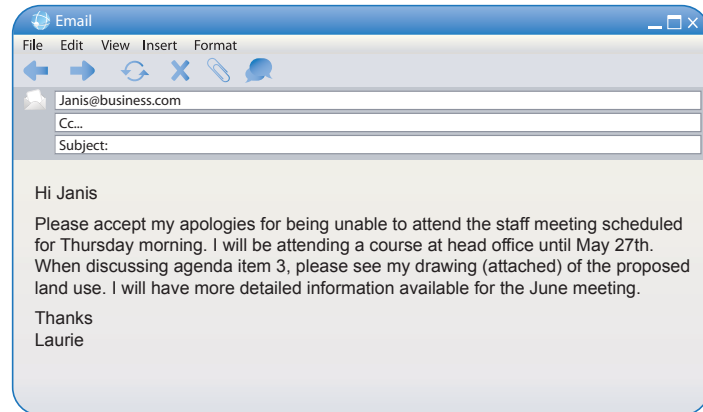 Email
File Edit View Insert Format
Janis@business.com
Cc...
Subject:
Hi Janis
Please accept my apologies for being unable to attend the staff meeting scheduled
for Thursday morning. I will be attending a course at head office until May 27th.
When discussing agenda item 3, please see my drawing (attached) of the proposed
land use. I will have more detailed information available for the June meeting.
Thanks
Laurie